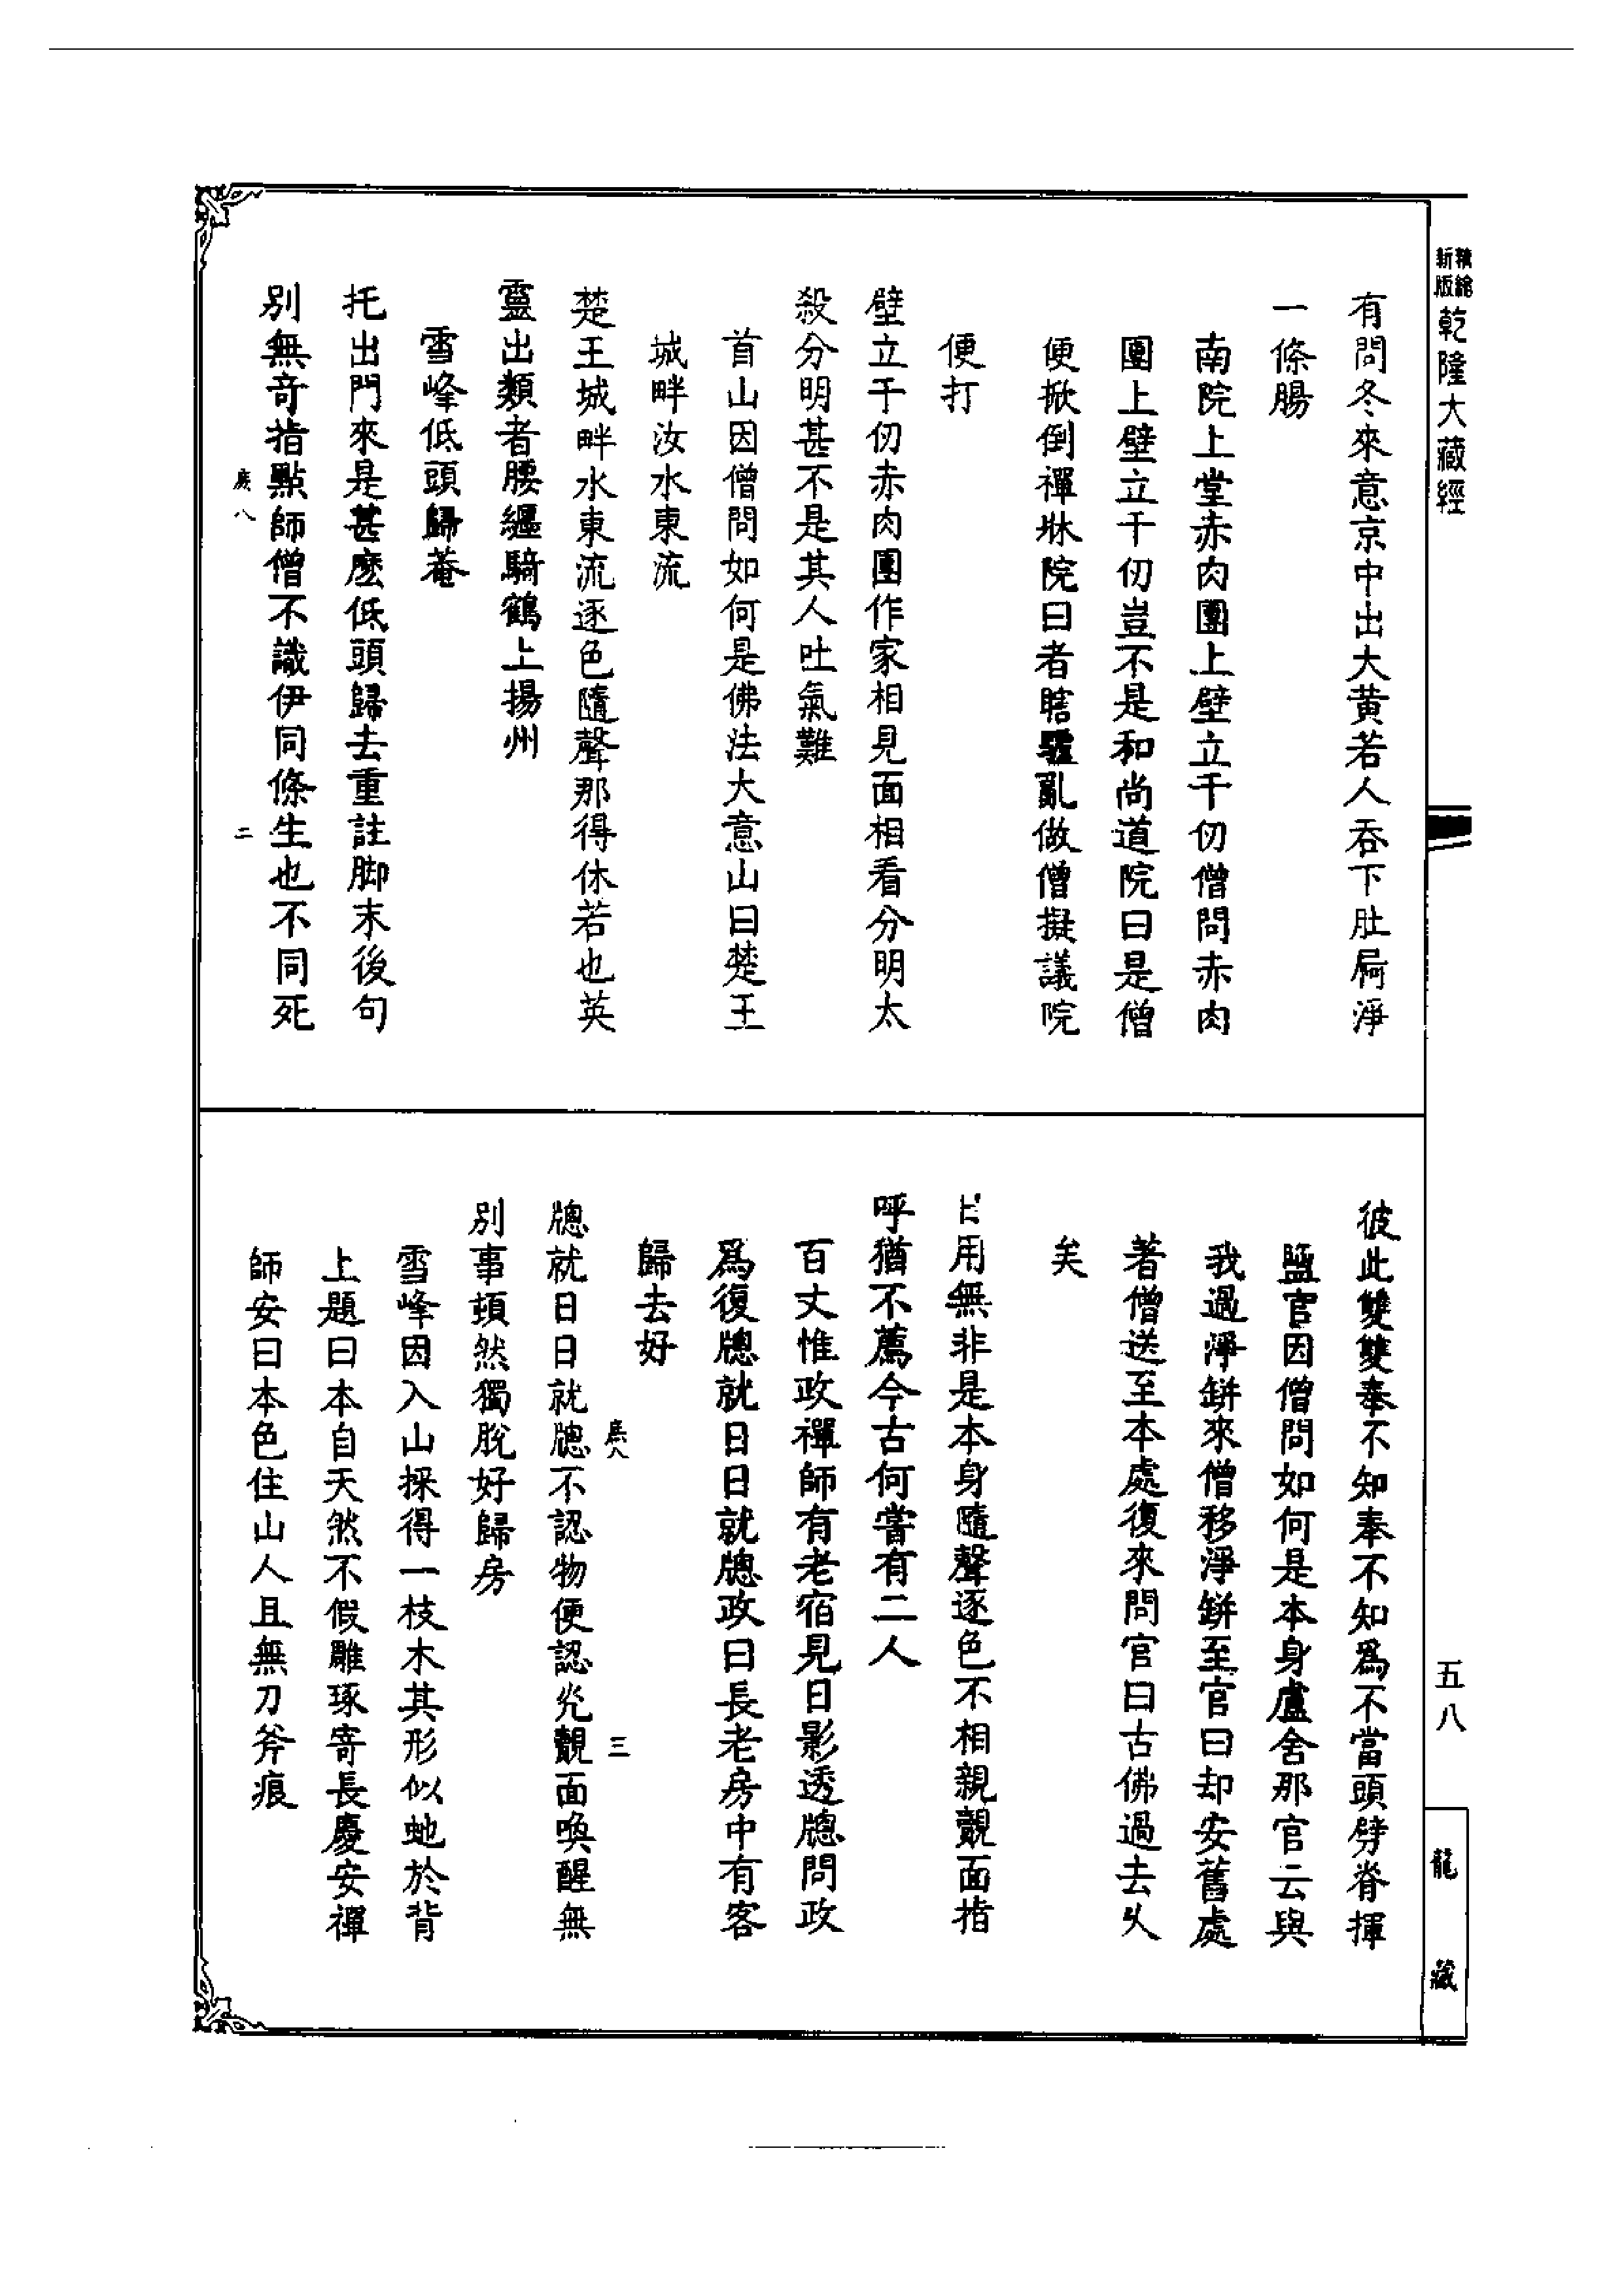 精縮
新版
乾隆大藏經
有問冬來意京中出大黃若人吞下肚屙淨
一條腸
南院上堂赤肉團上壁立千仞僧問赤肉
團上壁立千仞豈不是和尚道院曰是僧
便掀倒禪牀院曰者瞎驢亂做僧擬議院
便打
壁立千仞赤肉團作家相見面相看分明太
殺分明甚不是其人吐氣難
首山因僧問如何是佛法大意山曰楚王
城畔汝水東流
楚王城畔水東流逐色隨聲那得休若也英
靈出類者腰纏騎鶴上揚州
雪峰低頭歸菴
托出門來是甚麽低頭歸去重註脚末後句
別無奇指點師僧不識伊同條生也不同死
八
二
五八
龍藏
彼此雙雙奉不知奉不知爲不當頭劈脊揮
鹽官因僧問如何是本身盧舍那官云與
我過淨缾來僧移淨缾至官曰却安舊處
著僧送至本處復來問官曰古佛過去久
矣
日用無非是本身隨聲逐色不相親覿面指
呼猶不薦今古何嘗有二人
百丈惟政禪師有老宿見日影透牕問政
爲復牕就日日就牕政曰長老房中有客
歸去好
八
三
牕就日日就牕不認物便認光覿面喚醒無
別事頓然獨脫好歸房
雪峰因入山採得一枝木其形似虵於背
上題曰本自天然不假雕琢寄長慶安禪
師安曰本色住山人且無刀斧痕